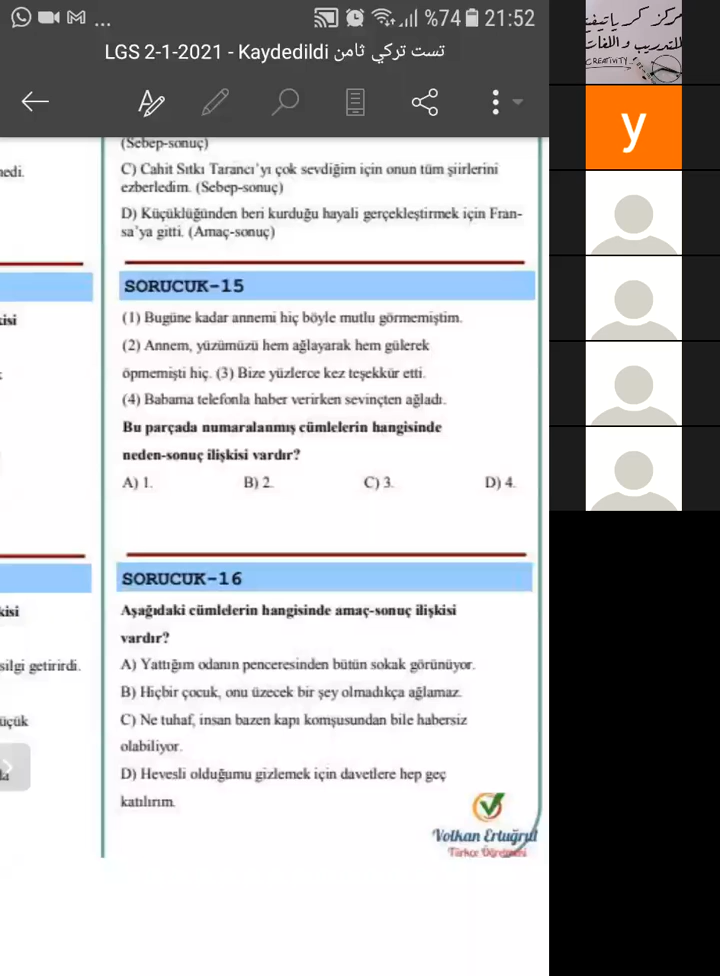 ... %74 21:52
LGS 2-1-2021 - Kaydedildi تست تركي ثامن
مركز كرياتيفيتي
للتدريب و اللغات
CREATIVITY
y
(Sebep-sonuç)
nedi.
C) Cahit Sıtkı Tarancı'yı çok sevdiğim için onun tüm şiirlerini
ezberledim. (Sebep-sonuç)
D) Küçüklüğünden beri kurduğu hayali gerçekleştirmek için Fran-
sa'ya gitti. (Amaç-sonuç)
SORUCUK-15
kisi
(1) Bugüne kadar annemi hiç böyle mutlu görmemiştim.
(2) Annem, yüzümüzü hem ağlayarak hem gülerek
öpmemişti hiç. (3) Bize yüzlerce kez teşekkür etti.
(4) Babama telefonla haber verirken sevinçten ağladı.
Bu parçada numaralanmış cümlelerin hangisinde
neden-sonuç ilişkisi vardır?
A) 1. B) 2. C) 3. D) 4.
SORUCUK-16
kisi
Aşağıdaki cümlelerin hangisinde amaç-sonuç ilişkisi
vardır?
silgi getirirdi.
A) Yattığım odanın penceresinden bütün sokak görünüyor.
B) Hiçbir çocuk, onu üzecek bir şey olmadıkça ağlamaz.
üçük
C) Ne tuhaf, insan bazen kapı komşusundan bile habersiz
olabiliyor.
D) Hevesli olduğumu gizlemek için davetlere hep geç
katılırım.
Volkan Ertuğrul
Türkçe Öğretmeni